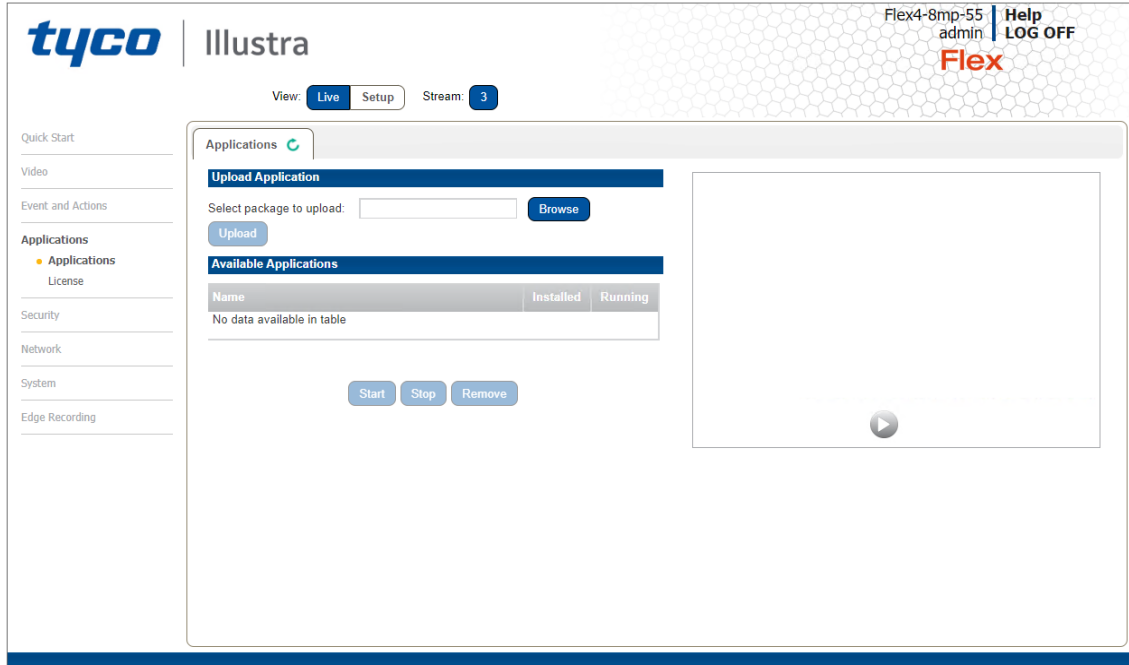 tyco Illustra
Flex4-8mp-55 Help
admin LOG OFF
Flex
View: Live Setup Stream: 3
Quick Start
Video
Event and Actions
Applications
Applications
License
Security
Network
System
Edge Recording
Applications
Upload Application
Select package to upload: Browse
Upload
Available Applications
Name Installed Running
No data available in table
Start Stop Remove